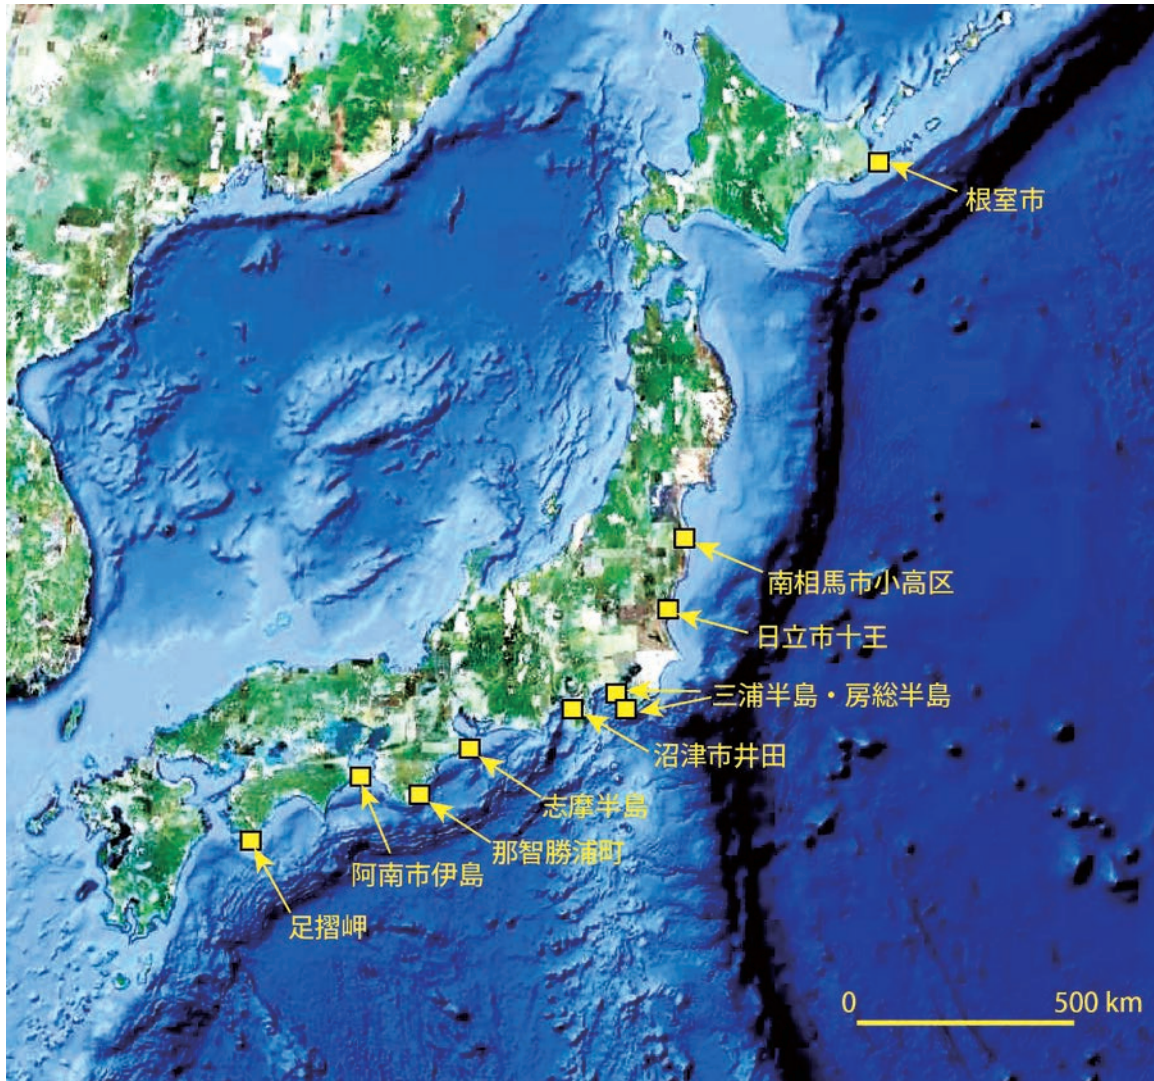 根室市
南相馬市小高区
日立市十王
三浦半島・房総半島
沼津市井田
志摩半島
那智勝浦町
阿南市伊島
足摺岬
0 500 km